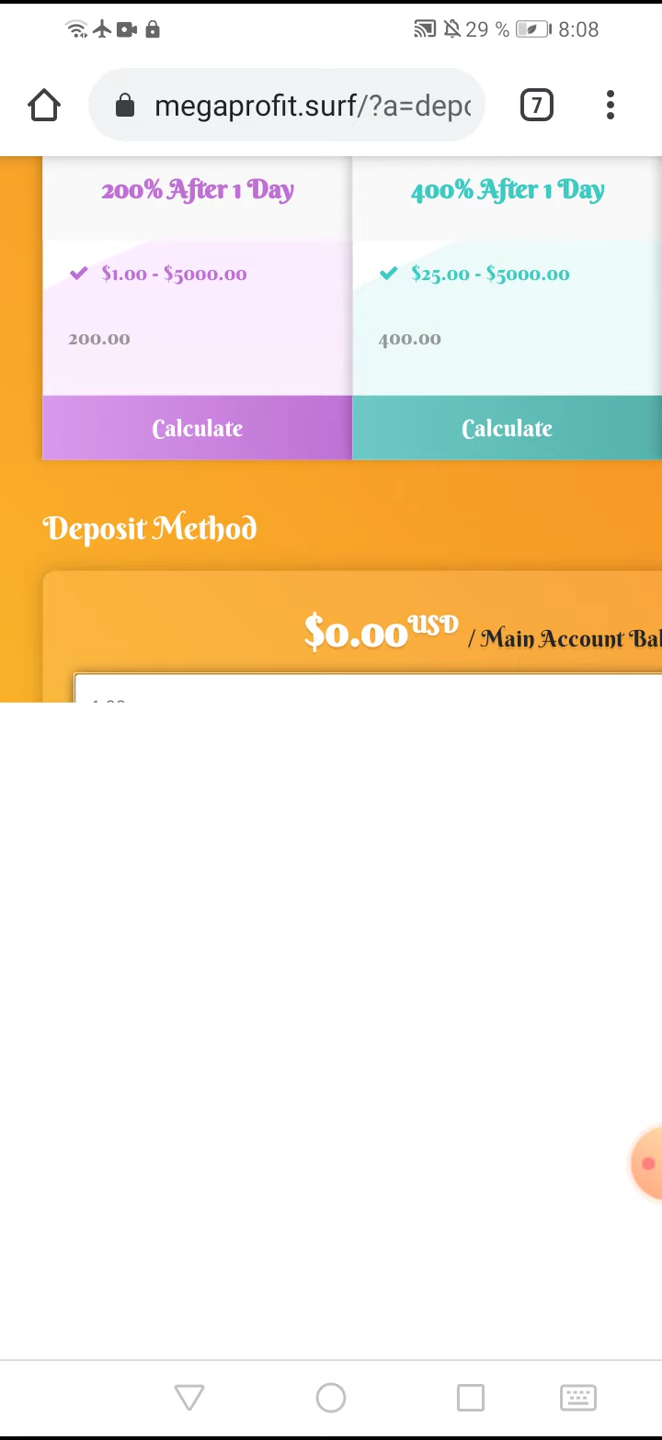 29 % 8:08
megaprofit.surf/?a=depo
7
200% After 1 Day
400% After 1 Day
$1.00 - $5000.00
$25.00 - $5000.00
200.00
400.00
Calculate
Calculate
Deposit Method
$0.00USD / Main Account Bal